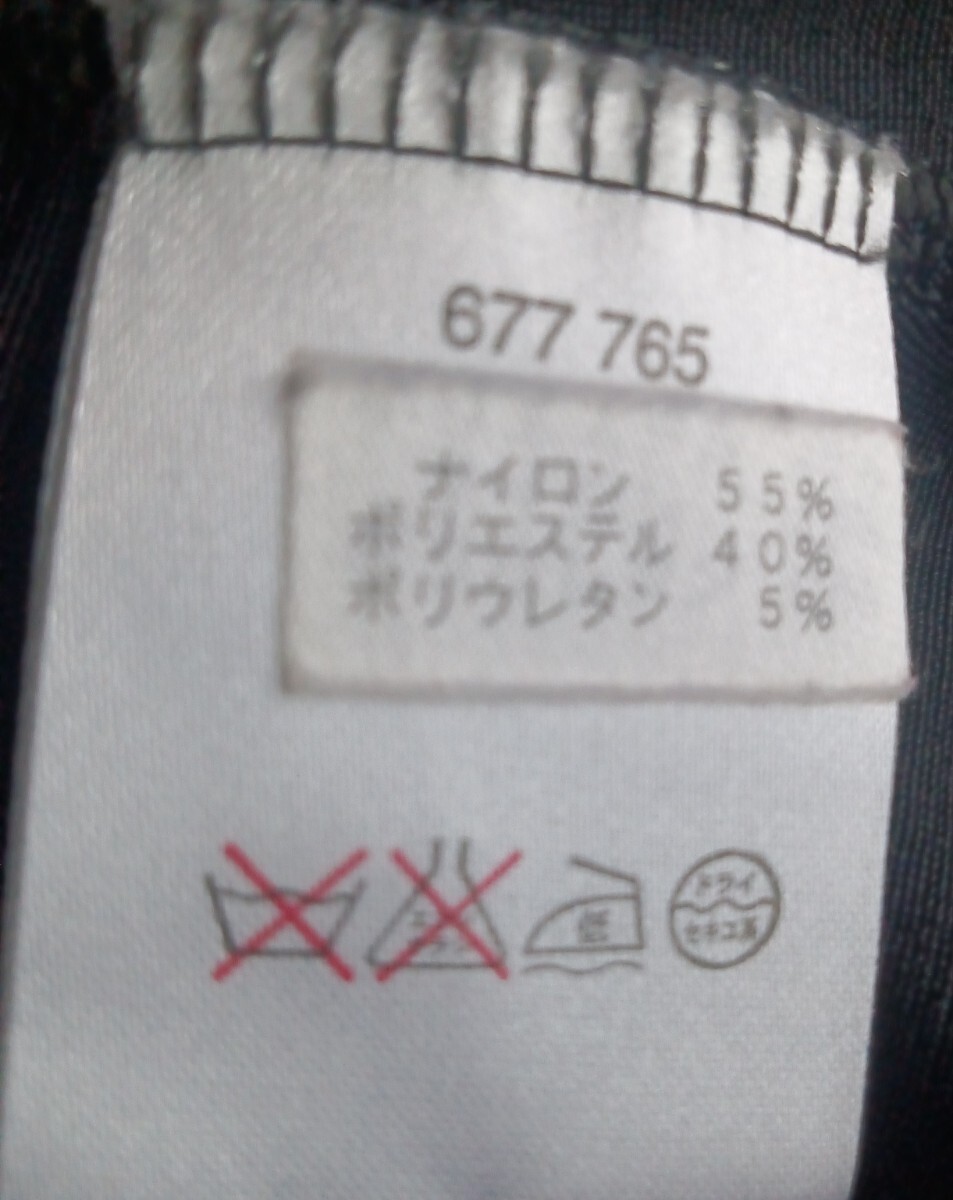 677 765
ナイロン 55%
ポリエステル 40%
ポリウレタン 5%
低
ドライ
セキユ系